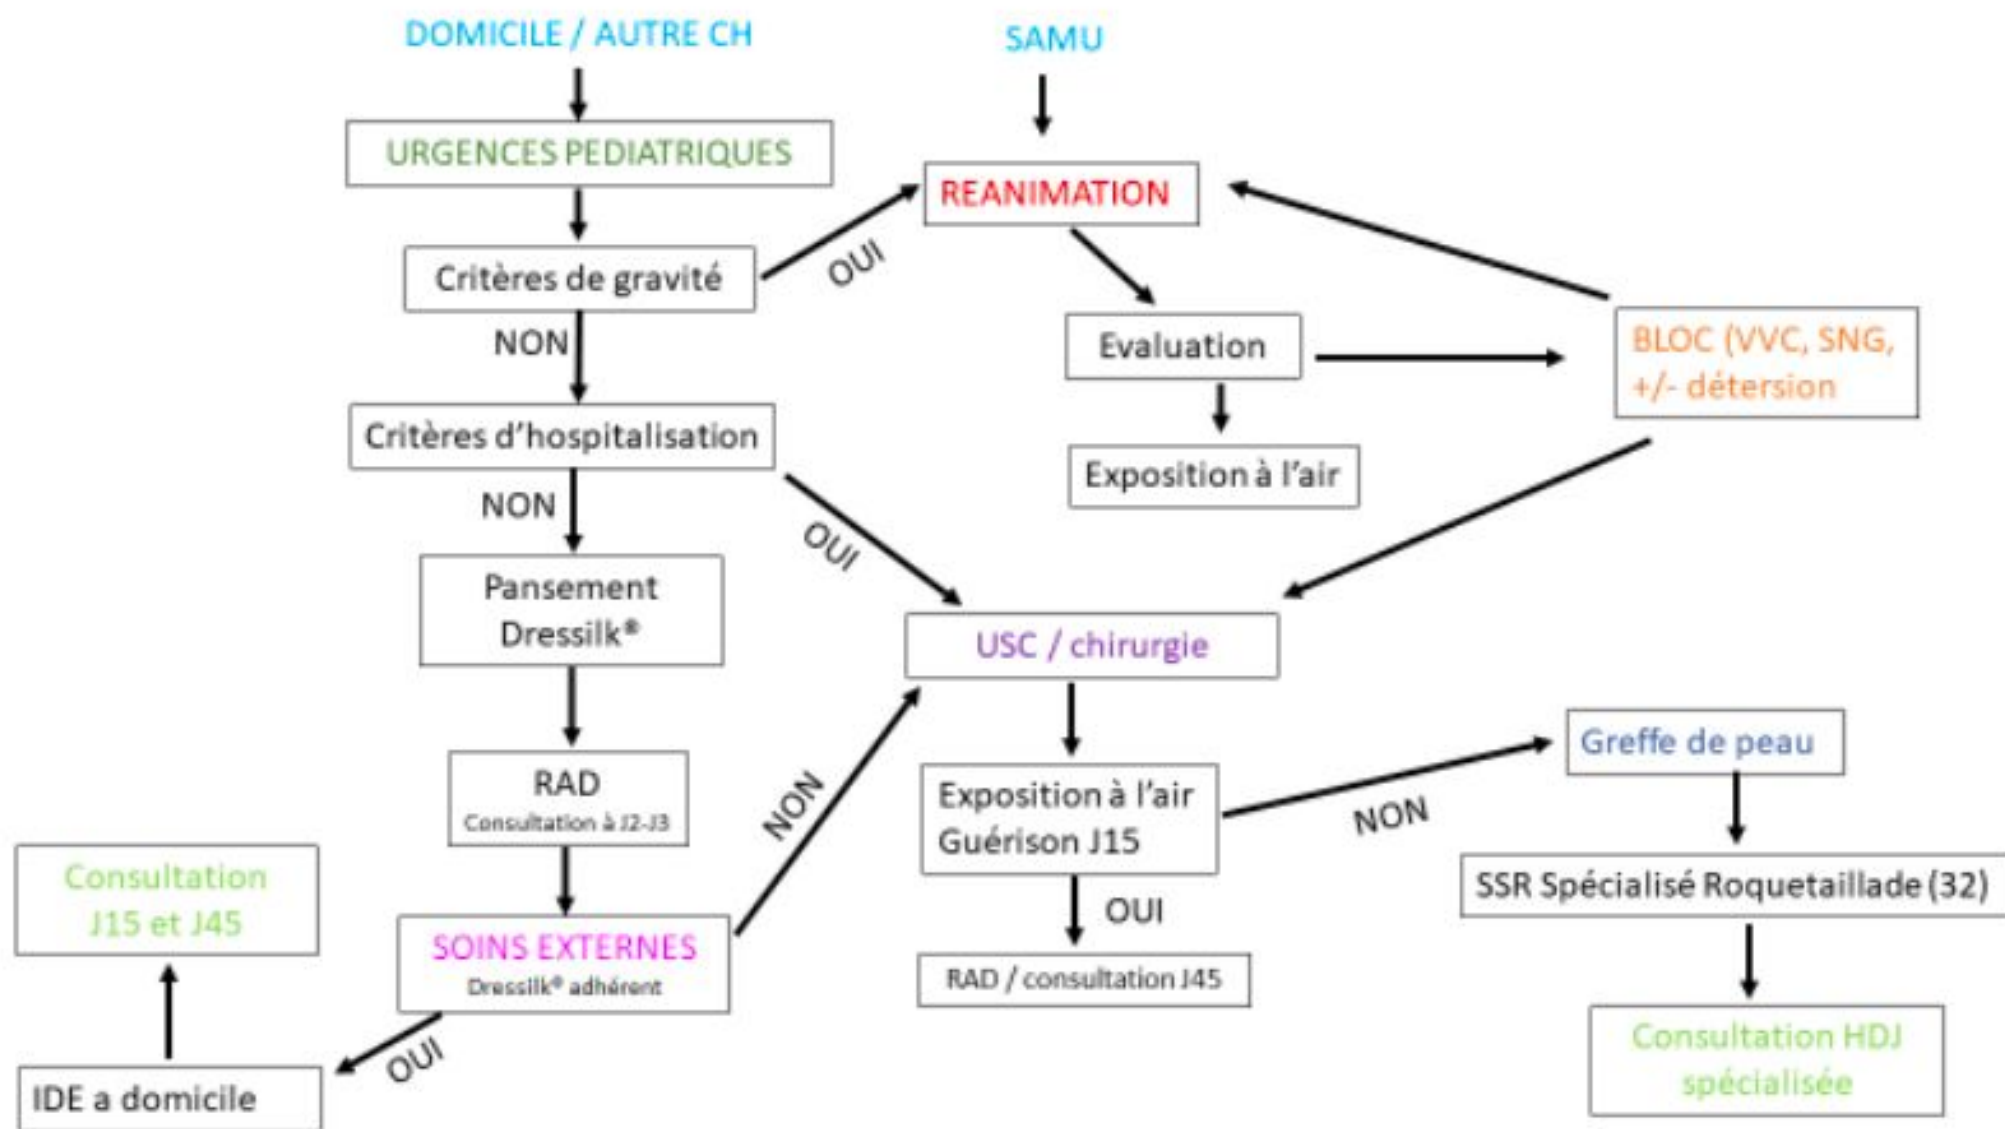 DOMICILE / AUTRE CH
SAMU
URGENCES PEDIATRIQUES
REANIMATION
OUI
Critères de gravité
NON
Evaluation
BLOC (VVC, SNG,
+/- détersion
Critères d'hospitalisation
Exposition à l'air
NON
OUI
Pansement
Dressilk®
USC / chirurgie
RAD
Consultation à J2-J3
NON
Exposition à l'air
Guérison J15
NON
Greffe de peau
Consultation
J15 et J45
SOINS EXTERNES
Dressilk® adhérent
OUI
SSR Spécialisé Roquetaillade (32)
RAD / consultation J45
OUI
IDE a domicile
Consultation HDJ
spécialisée